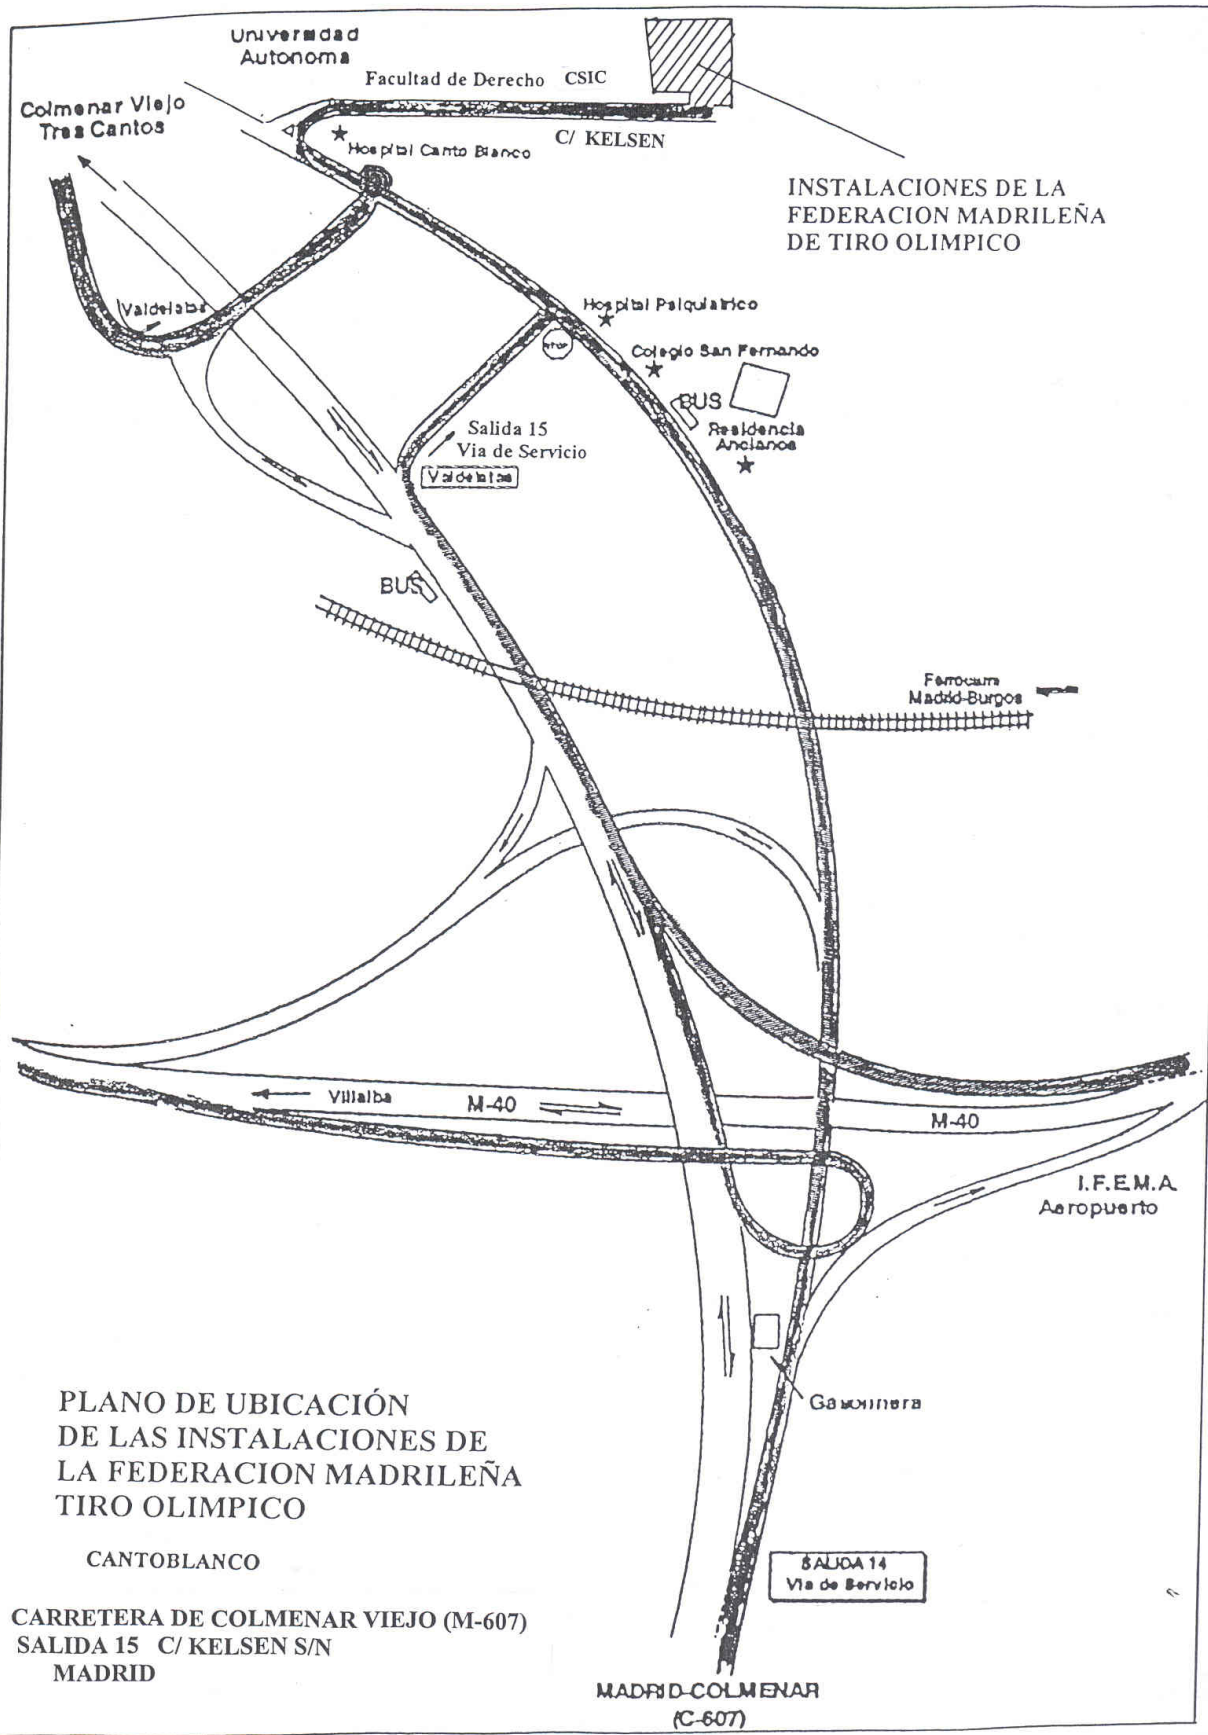 Universidad
Autonoma
Facultad de Derecho CSIC
Colmenar Viejo
Tres Cantos
C/ KELSEN
Hospital Canto Blanco
INSTALACIONES DE LA
FEDERACION MADRILEÑA
DE TIRO OLIMPICO
Valdelatas
Hospital Psiquiatrico
STOP
Colegio San Fernando
BUS
Residencia
Ancianos
Salida 15
Via de Servicio
Valdelatas
BUS
Ferrocarri
Madrid-Burgos
Villalba
M-40
M-40
I.F.E.M.A.
Aeropuerto
Gasolinera
PLANO DE UBICACIÓN
DE LAS INSTALACIONES DE
LA FEDERACION MADRILEÑA
TIRO OLIMPICO
CANTOBLANCO
SALIDA 14
Via de Servicio
CARRETERA DE COLMENAR VIEJO (M-607)
SALIDA 15 C/ KELSEN S/N
MADRID
MADRID-COLMENAR
(C-607)